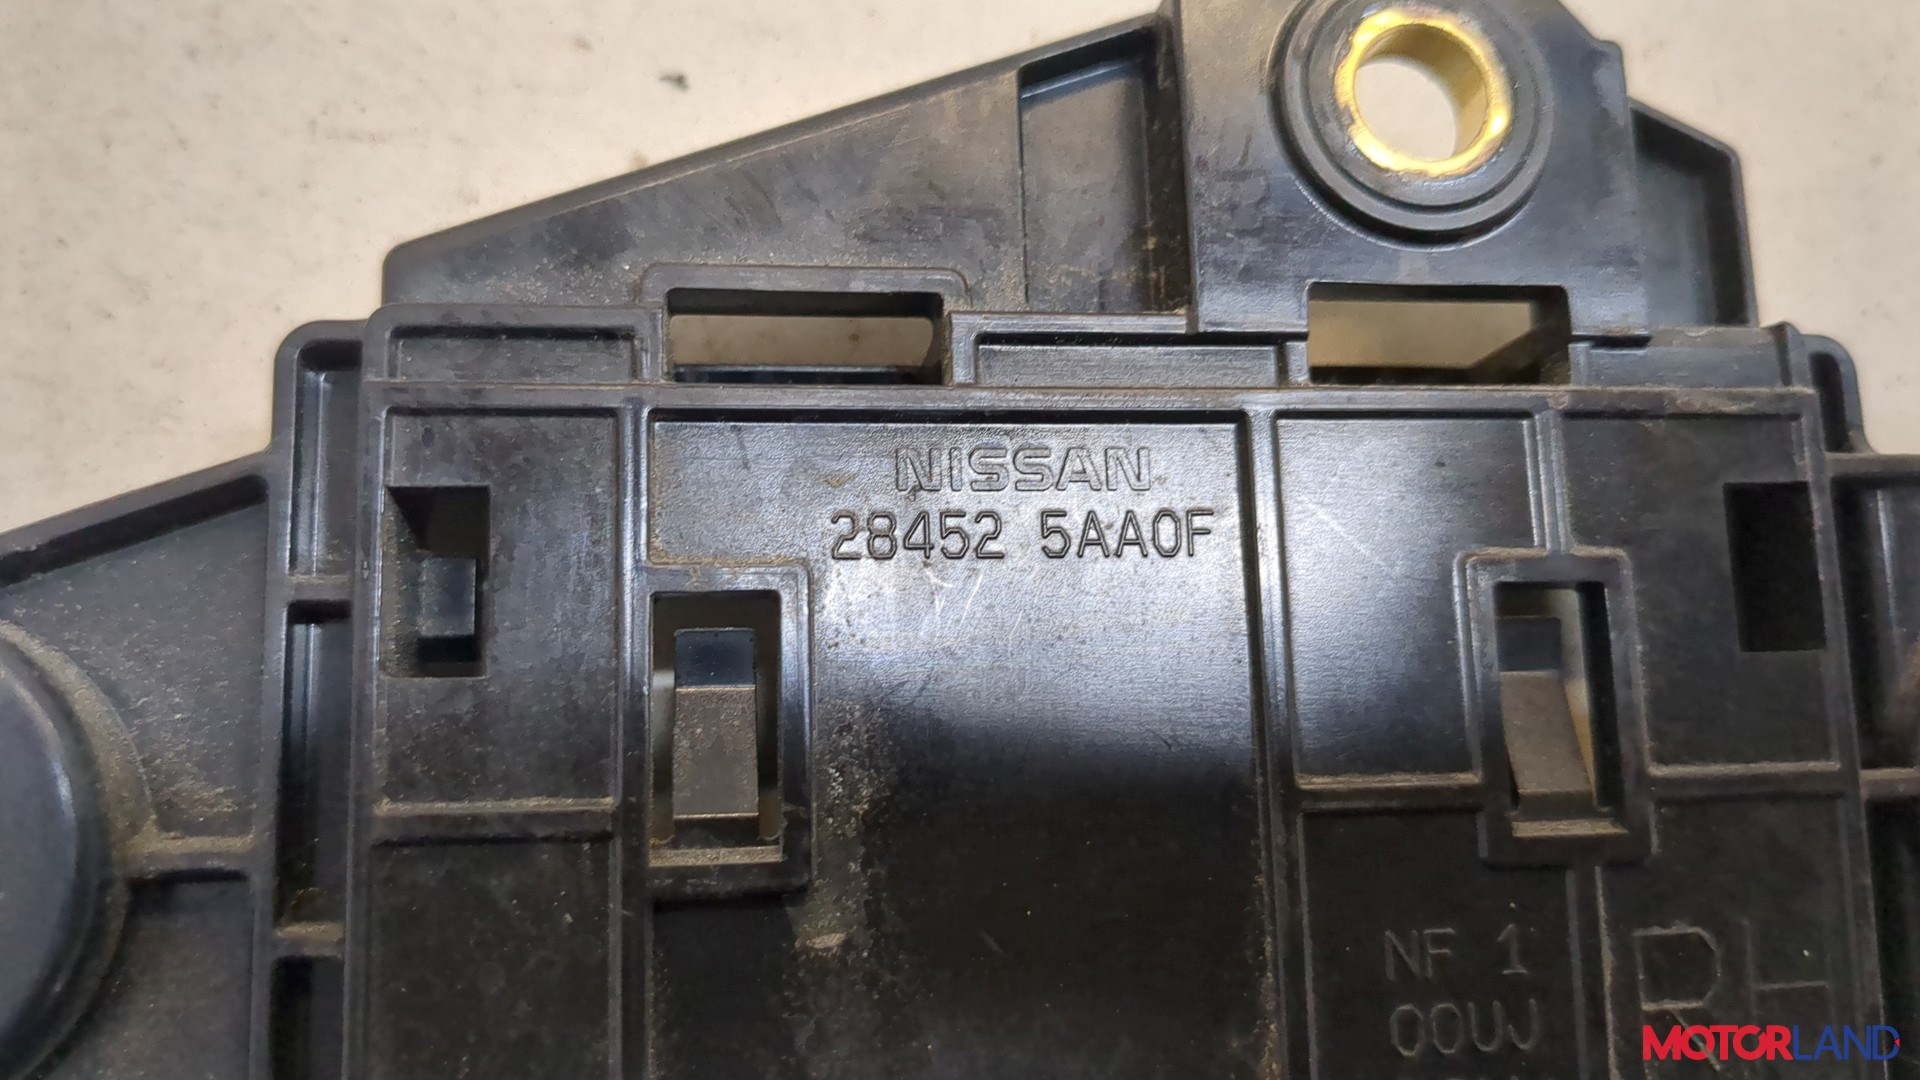 NISSAN
28452 5AA0F
NF 1
00UJ
RH
MOTORLAND